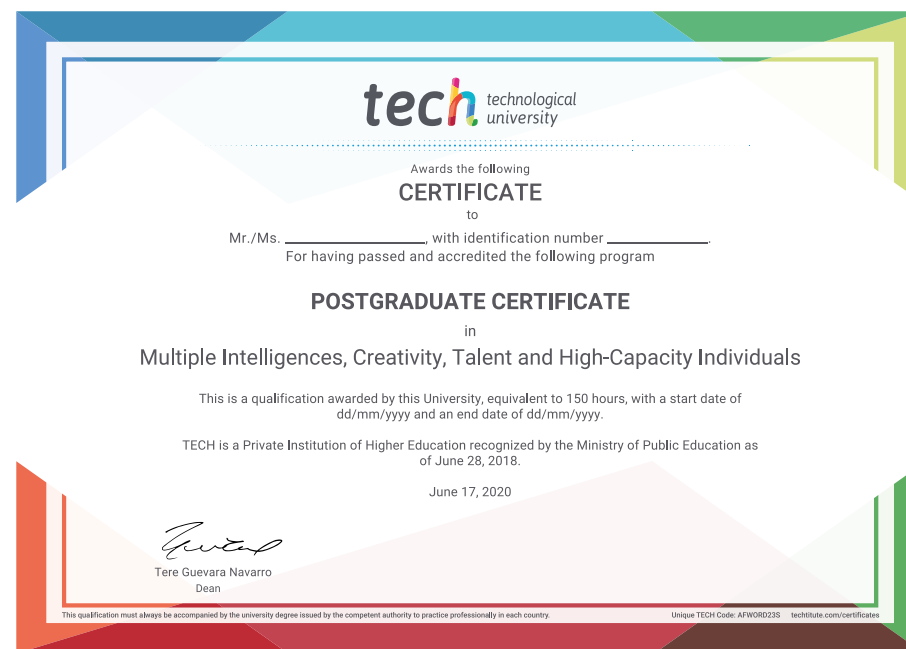 tech technological
university
Awards the following
CERTIFICATE
to
Mr./Ms. , with identification number .
For having passed and accredited the following program
POSTGRADUATE CERTIFICATE
in
Multiple Intelligences, Creativity, Talent and High-Capacity Individuals
This is a qualification awarded by this University, equivalent to 150 hours, with a start date of
dd/mm/yyyy and an end date of dd/mm/yyyy.
TECH is a Private Institution of Higher Education recognized by the Ministry of Public Education as
of June 28, 2018.
June 17, 2020
Tere Guevara Navarro
Dean
This qualification must always be accompanied by the university degree issued by the competent authority to practice professionally in each country.
Unique TECH Code: AFWORD23S techtitute.com/certificates